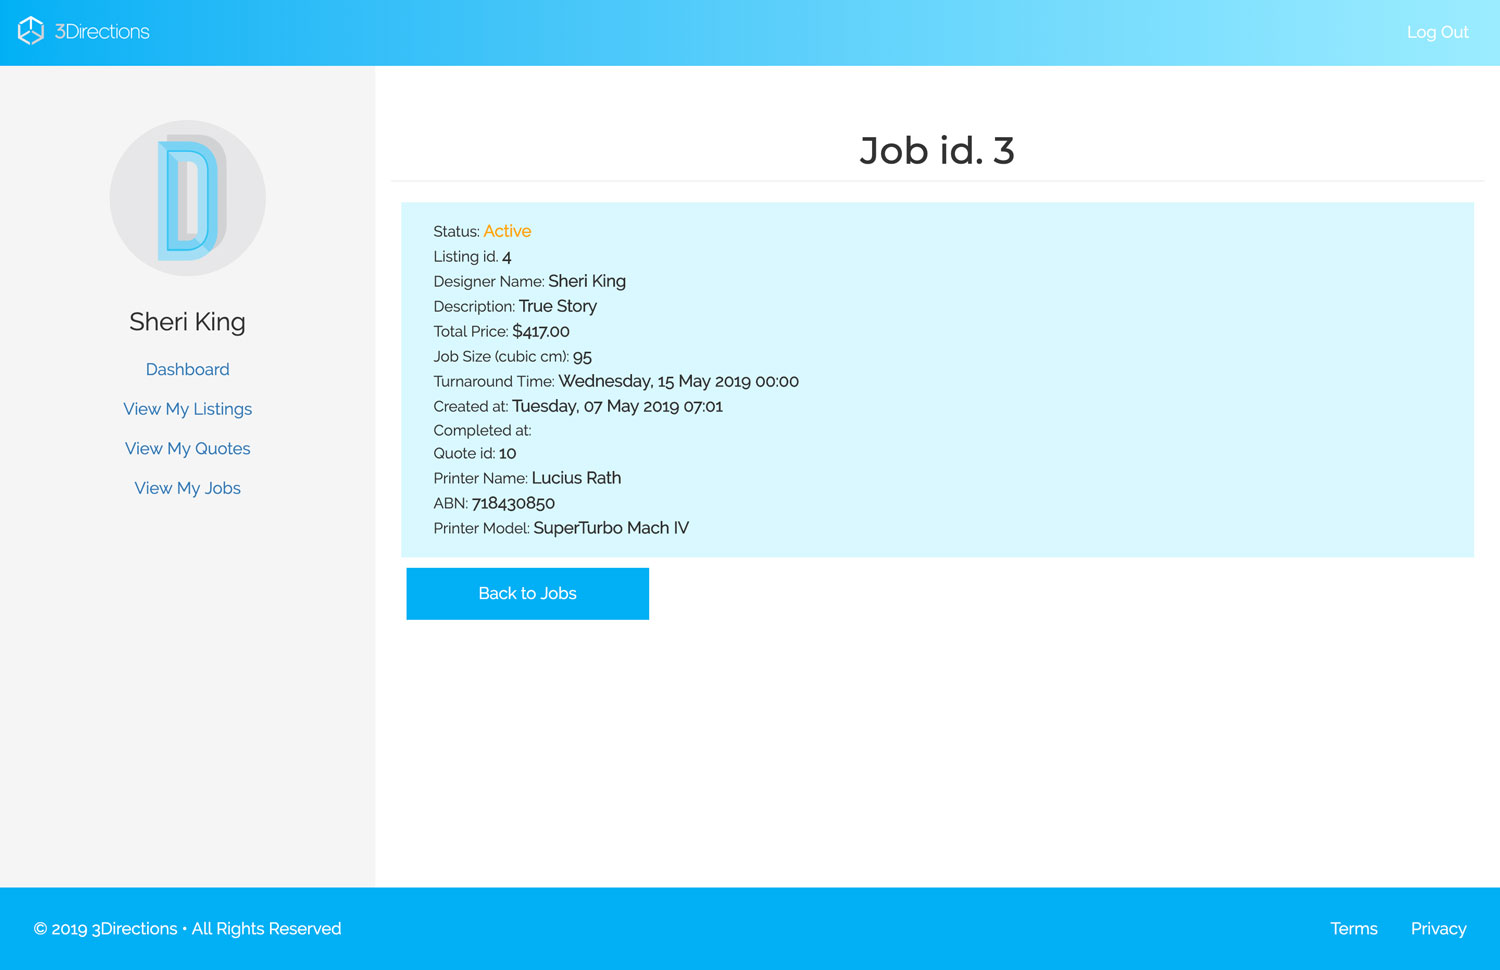 3Directions
Log Out
D
Sheri King
Dashboard
View My Listings
View My Quotes
View My Jobs
Job id. 3
Status: Active
Listing id. 4
Designer Name: Sheri King
Description: True Story
Total Price: $417.00
Job Size (cubic cm): 95
Turnaround Time: Wednesday, 15 May 2019 00:00
Created at: Tuesday, 07 May 2019 07:01
Completed at:
Quote id: 10
Printer Name: Lucius Rath
ABN: 718430850
Printer Model: SuperTurbo Mach IV
Back to Jobs
© 2019 3Directions • All Rights Reserved
Terms
Privacy